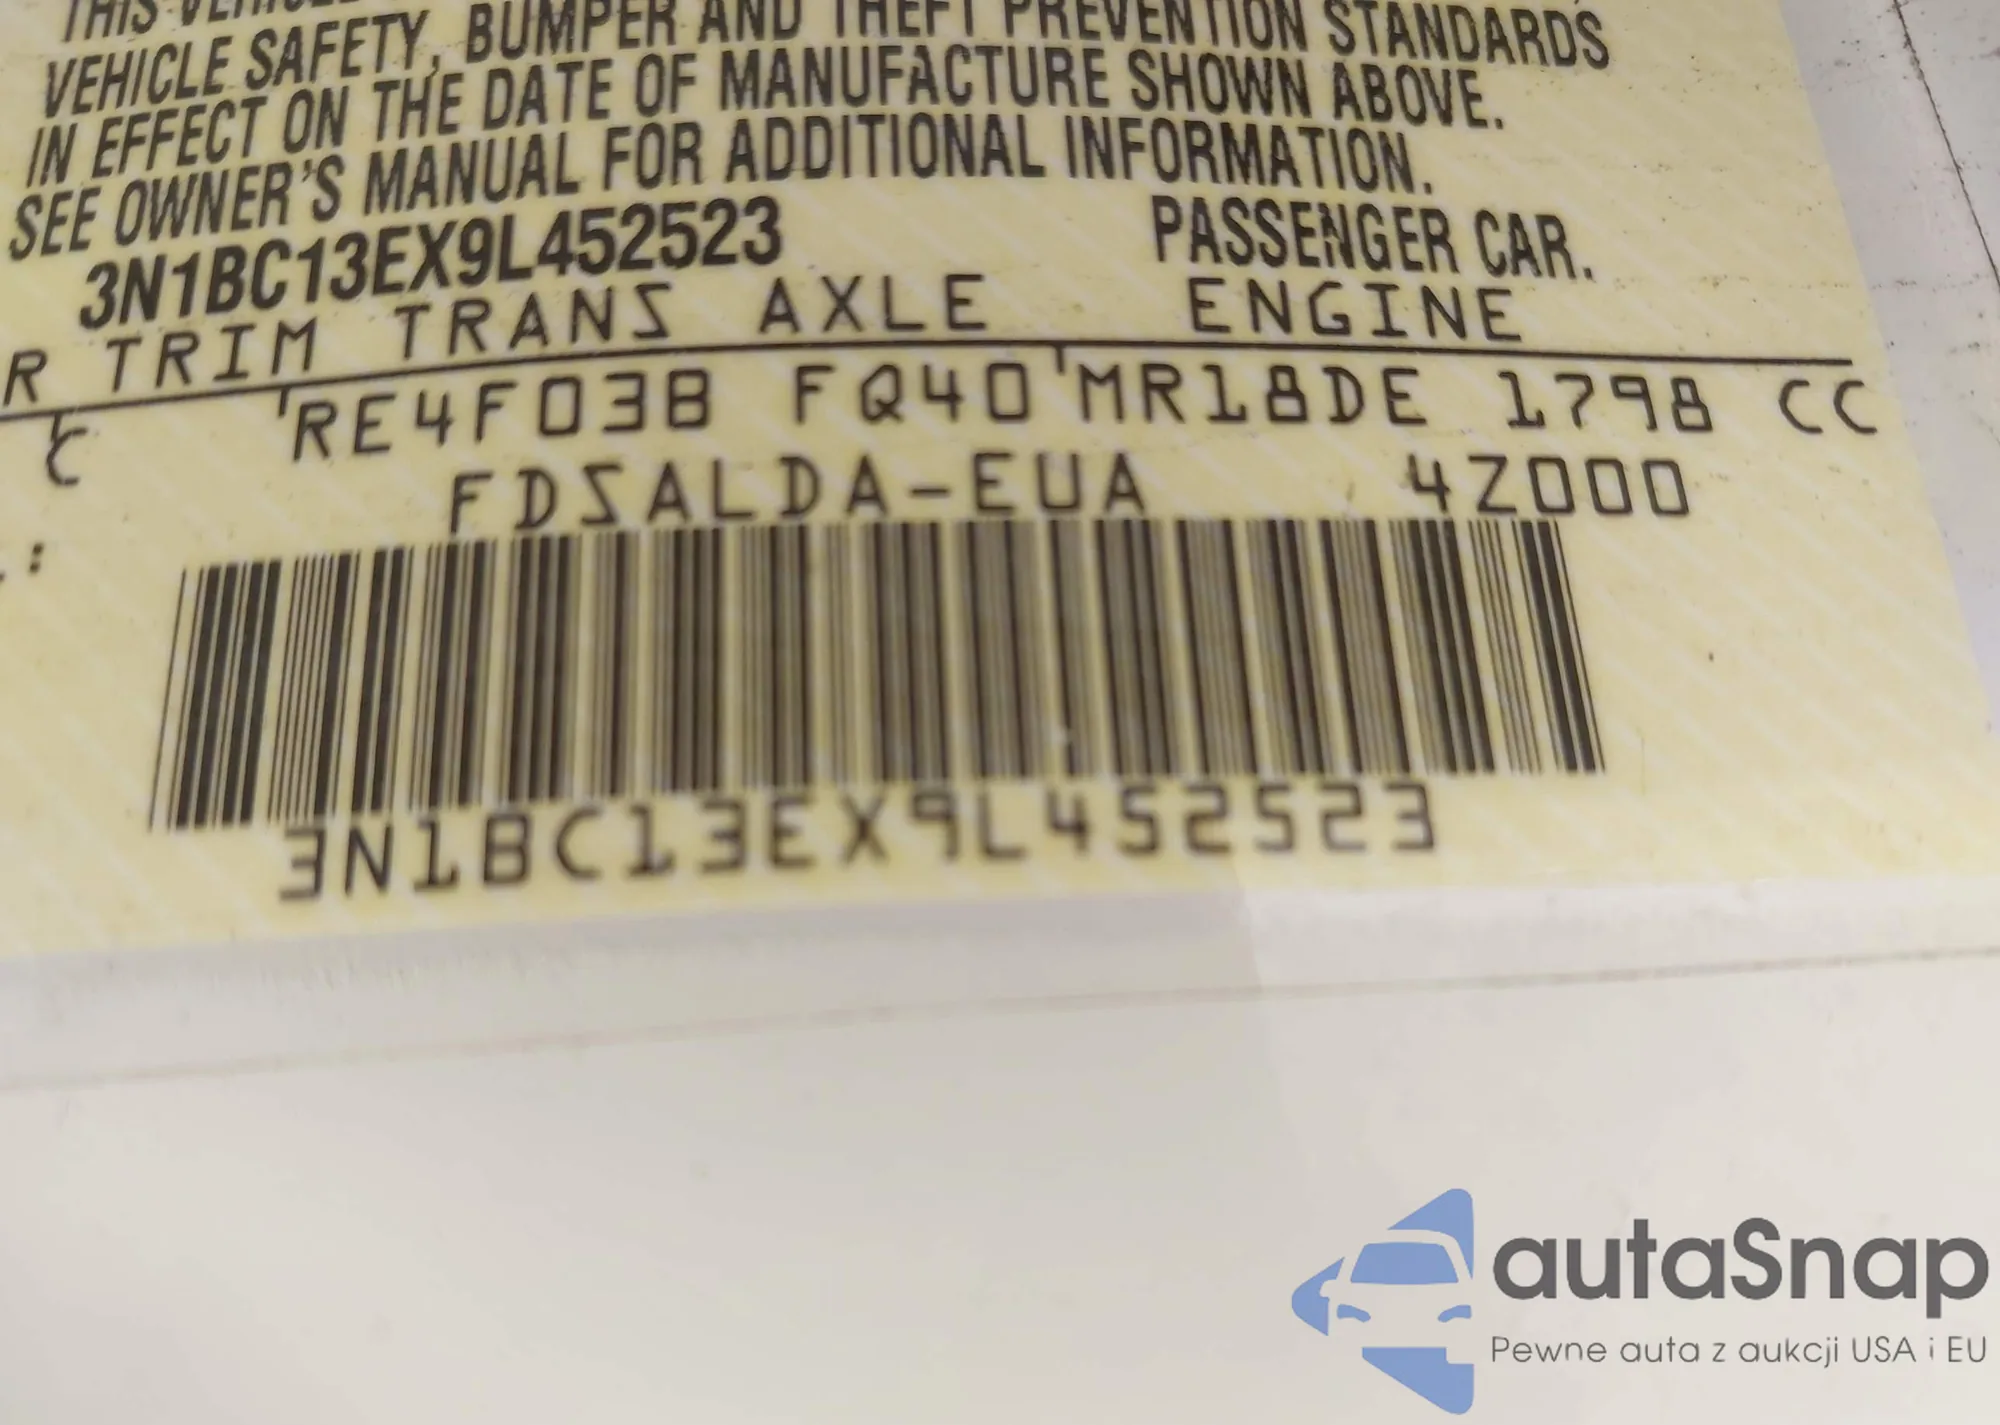 THIS VEHICLE
VEHICLE SAFETY, BUMPER AND THEFT PREVENTION STANDARDS
IN EFFECT ON THE DATE OF MANUFACTURE SHOWN ABOVE.
SEE OWNER'S MANUAL FOR ADDITIONAL INFORMATION.
3N1BC13EX9L452523 PASSENGER CAR.
R TRIM TRANS AXLE ENGINE
C RE4F03B FQ40 MR18DE 1798 CC
FDSALDA-EUA 4Z000
:
3N1BC13EX9L452523
autaSnap
Pewne auta z aukcji USA i EU